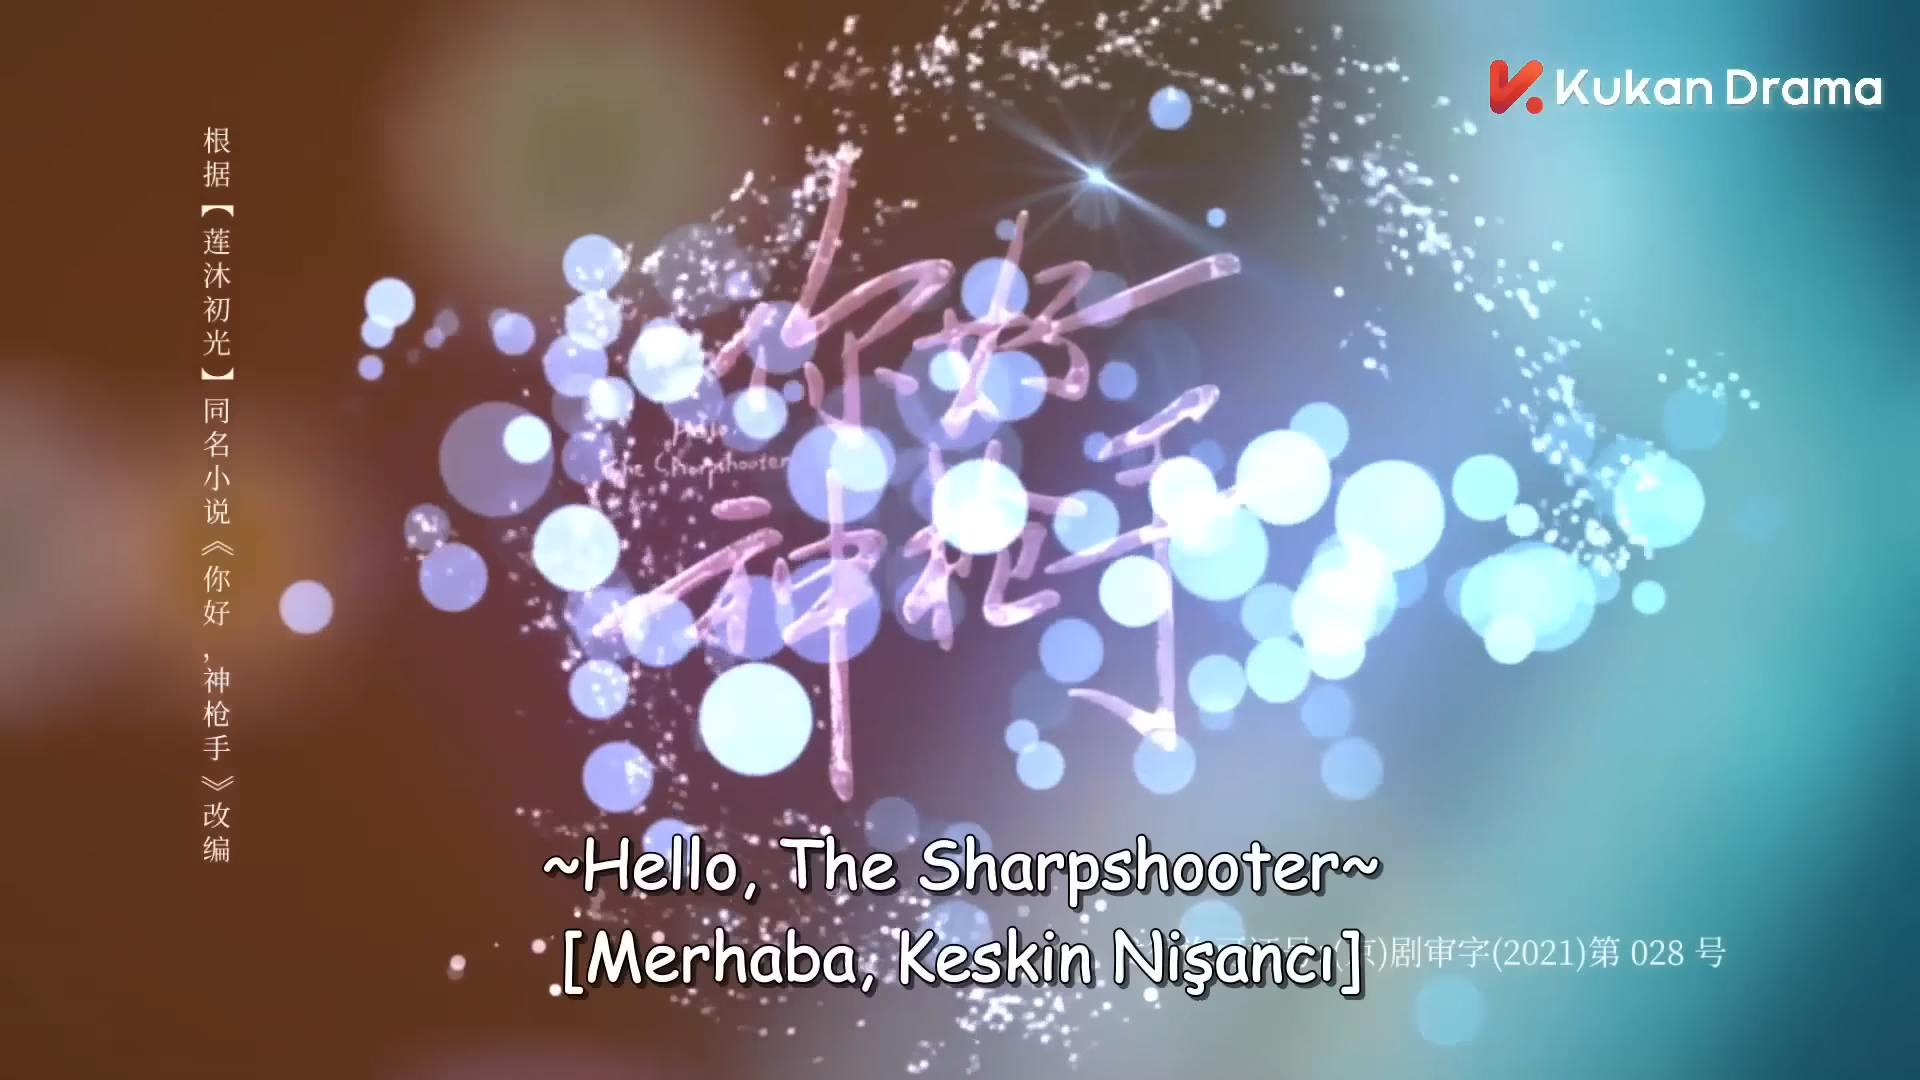 Kukan Drama
根据【莲沐初光】同名小说《你好,神枪手》改编
你好
Hello
The Sharpshooter
神枪手
~Hello, The Sharpshooter~
[Merhaba, Keskin Nişancı]
京)剧审字(2021)第 028 号